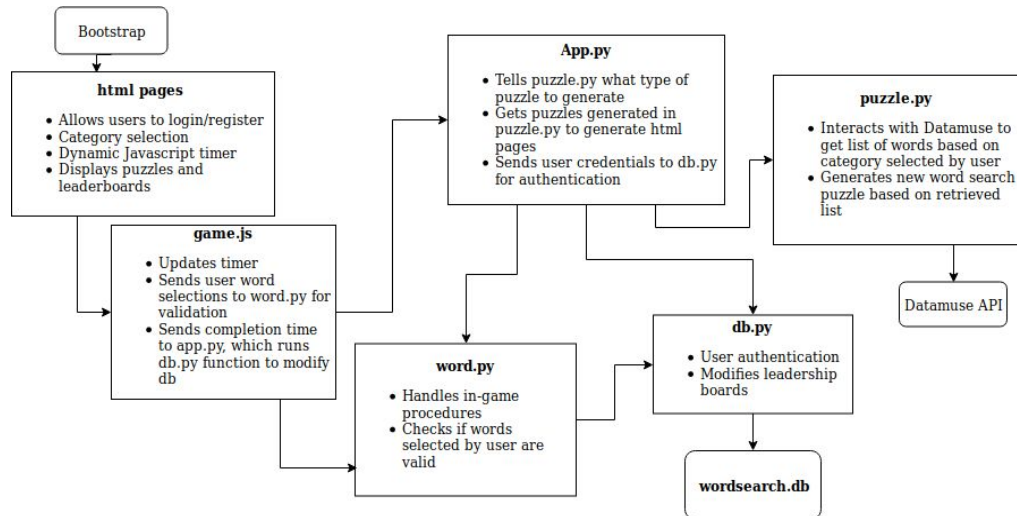 Bootstrap
html pages
• Allows users to login/register
• Category selection
• Dynamic Javascript timer
• Displays puzzles and
leaderboards
game.js
• Updates timer
• Sends user word
selections to word.py for
validation
• Sends completion time
to app.py, which runs
db.py function to modify
db
App.py
• Tells puzzle.py what type of
puzzle to generate
• Gets puzzles generated in
puzzle.py to generate html
pages
• Sends user credentials to db.py
for authentication
word.py
• Handles in-game
procedures
• Checks if words
selected by user are
valid
puzzle.py
• Interacts with Datamuse to
get list of words based on
category selected by user
• Generates new word search
puzzle based on retrieved
list
Datamuse API
db.py
• User authentication
• Modifies leadership
boards
wordsearch.db